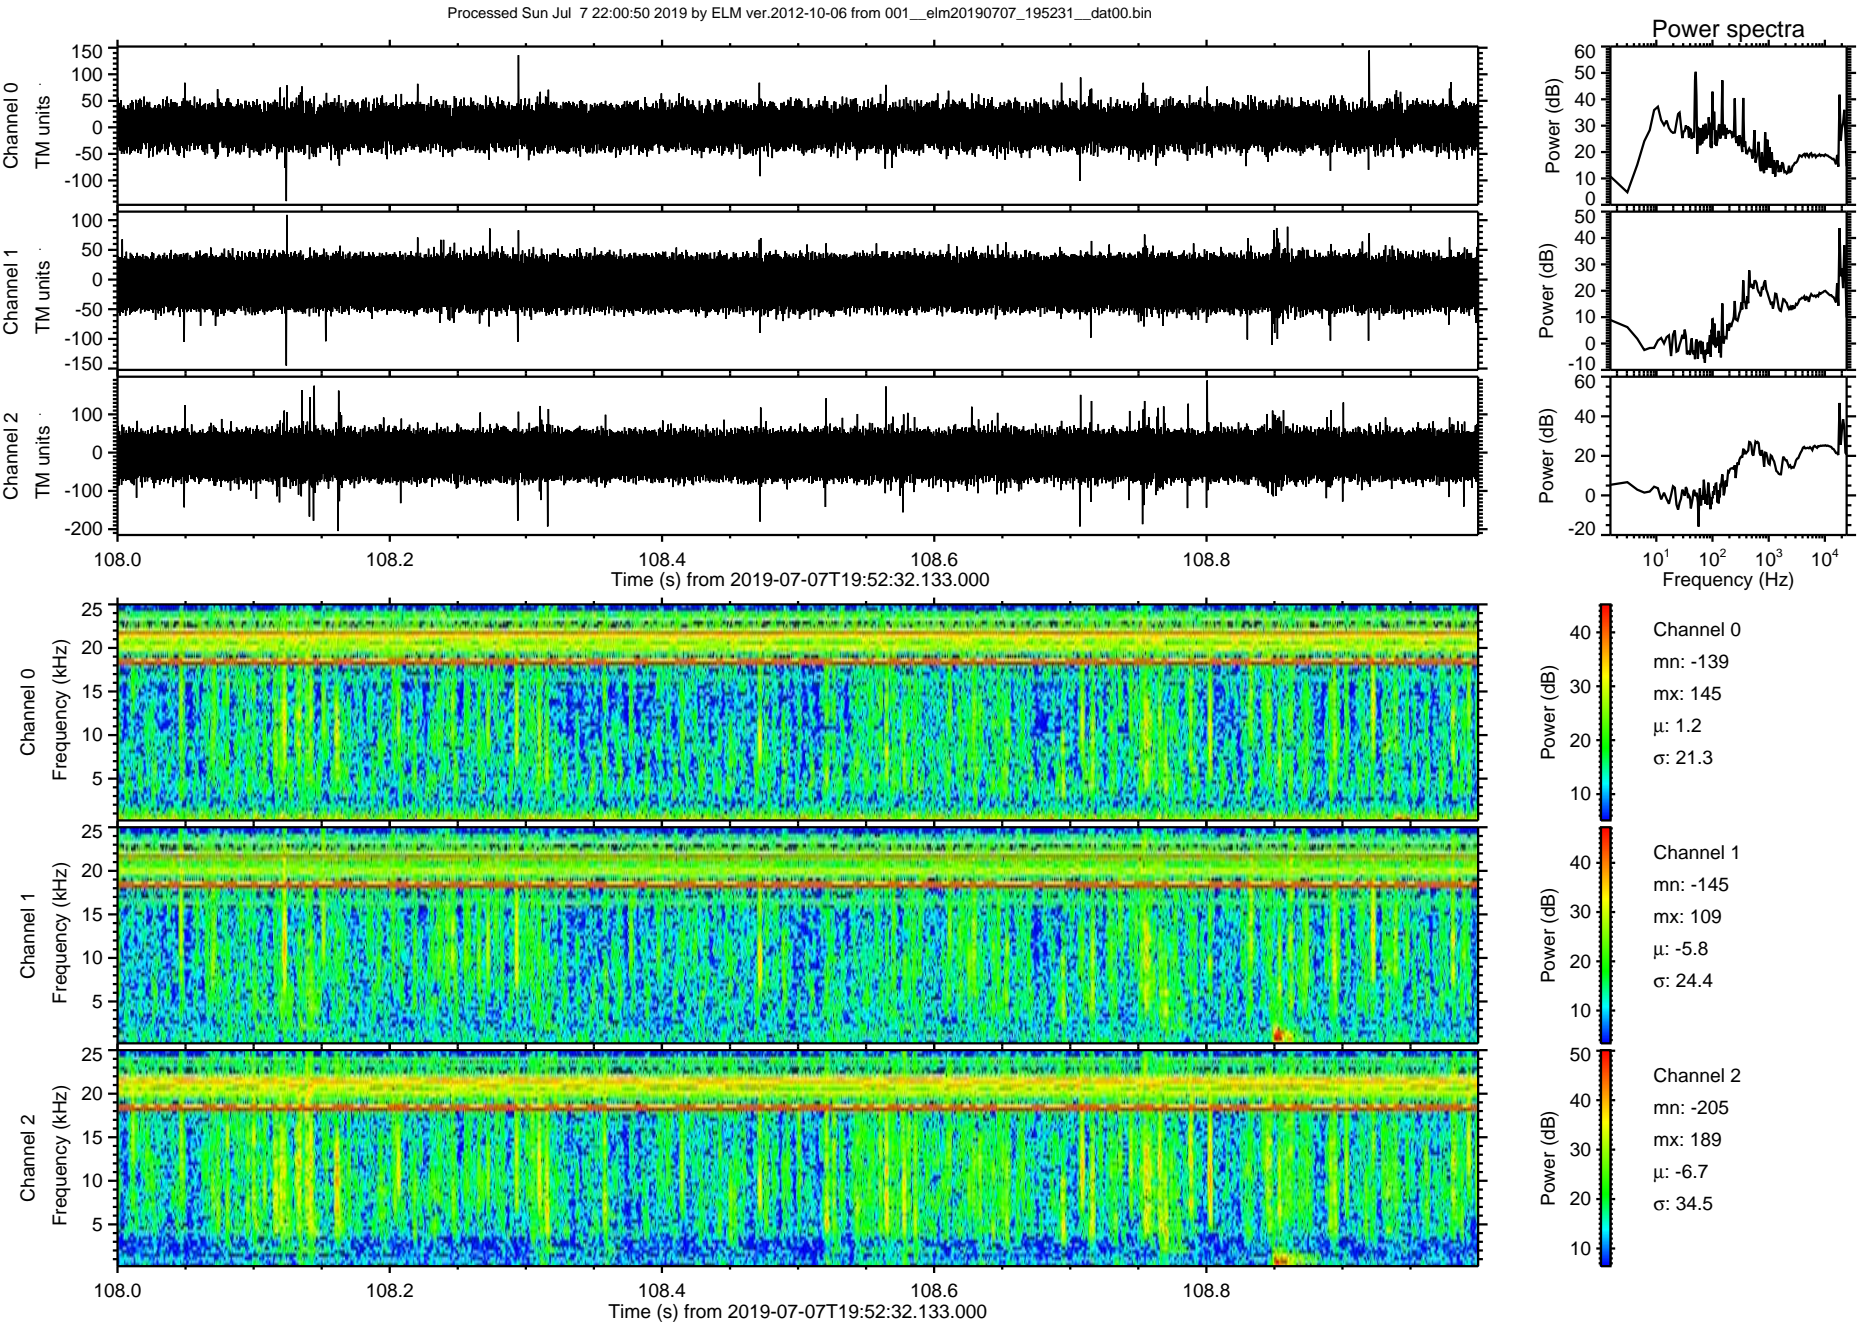 Processed Sun Jul 7 22:00:50 2019 by ELM ver.2012-10-06 from 001__elm20190707_195231__dat00.bin
Power spectra
Channel 0
TM units
150
100
50
0
-50
-100
Power (dB)
60
50
40
30
20
10
0
Channel 1
TM units
100
50
0
-50
-100
-150
Power (dB)
50
40
30
20
10
0
-10
Channel 2
TM units
100
0
-100
-200
Power (dB)
60
40
20
0
-20
108.0 108.2 108.4 108.6 108.8
Time (s) from 2019-07-07T19:52:32.133.000
10^1 10^2 10^3 10^4
Frequency (Hz)
Channel 0
Frequency (kHz)
25
20
15
10
5
Power (dB)
40
30
20
10
Channel 0
mn: -139
mx: 145
μ: 1.2
σ: 21.3
Channel 1
Frequency (kHz)
25
20
15
10
5
Power (dB)
40
30
20
10
Channel 1
mn: -145
mx: 109
μ: -5.8
σ: 24.4
Channel 2
Frequency (kHz)
25
20
15
10
5
Power (dB)
50
40
30
20
10
Channel 2
mn: -205
mx: 189
μ: -6.7
σ: 34.5
108.0 108.2 108.4 108.6 108.8
Time (s) from 2019-07-07T19:52:32.133.000